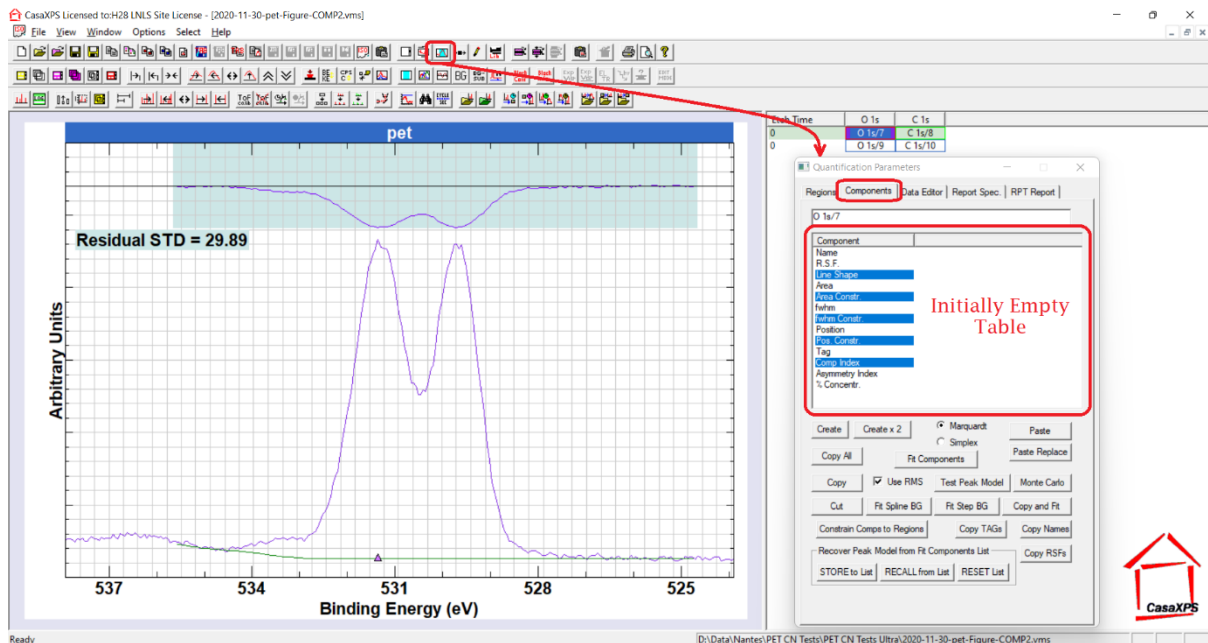 CasaXPS Licensed to:H28 LNLS Site License - [2020-11-30-pet-Figure-COMP2.vms]
File View Window Options Select Help
pet
Residual STD = 29.89
Arbitrary Units
537 534 531 528 525
Binding Energy (eV)
Etch Time O 1s C 1s
0 O 1s/7 C 1s/8
0 O 1s/9 C 1s/10
Quantification Parameters
Regions Components Data Editor Report Spec. RPT Report
O 1s/7
Component
Name
R.S.F.
Line Shape
Area
Area Constr.
fwhm
fwhm Constr.
Position
Pos. Constr.
Tag
Comp Index
Asymmetry Index
% Concentr.
Initially Empty
Table
Create Create x 2 Marquardt Paste
Simplex
Copy All Fit Components Paste Replace
Copy Use RMS Test Peak Model Monte Carlo
Cut Fit Spline BG Fit Step BG Copy and Fit
Constrain Comps to Regions Copy TAGs Copy Names
Recover Peak Model from Fit Components List Copy RSFs
STORE to List RECALL from List RESET List
CasaXPS
Ready D:\Data\Nantes\PET CN Tests\PET CN Tests Ultra\2020-11-30-pet-Figure-COMP2.vms